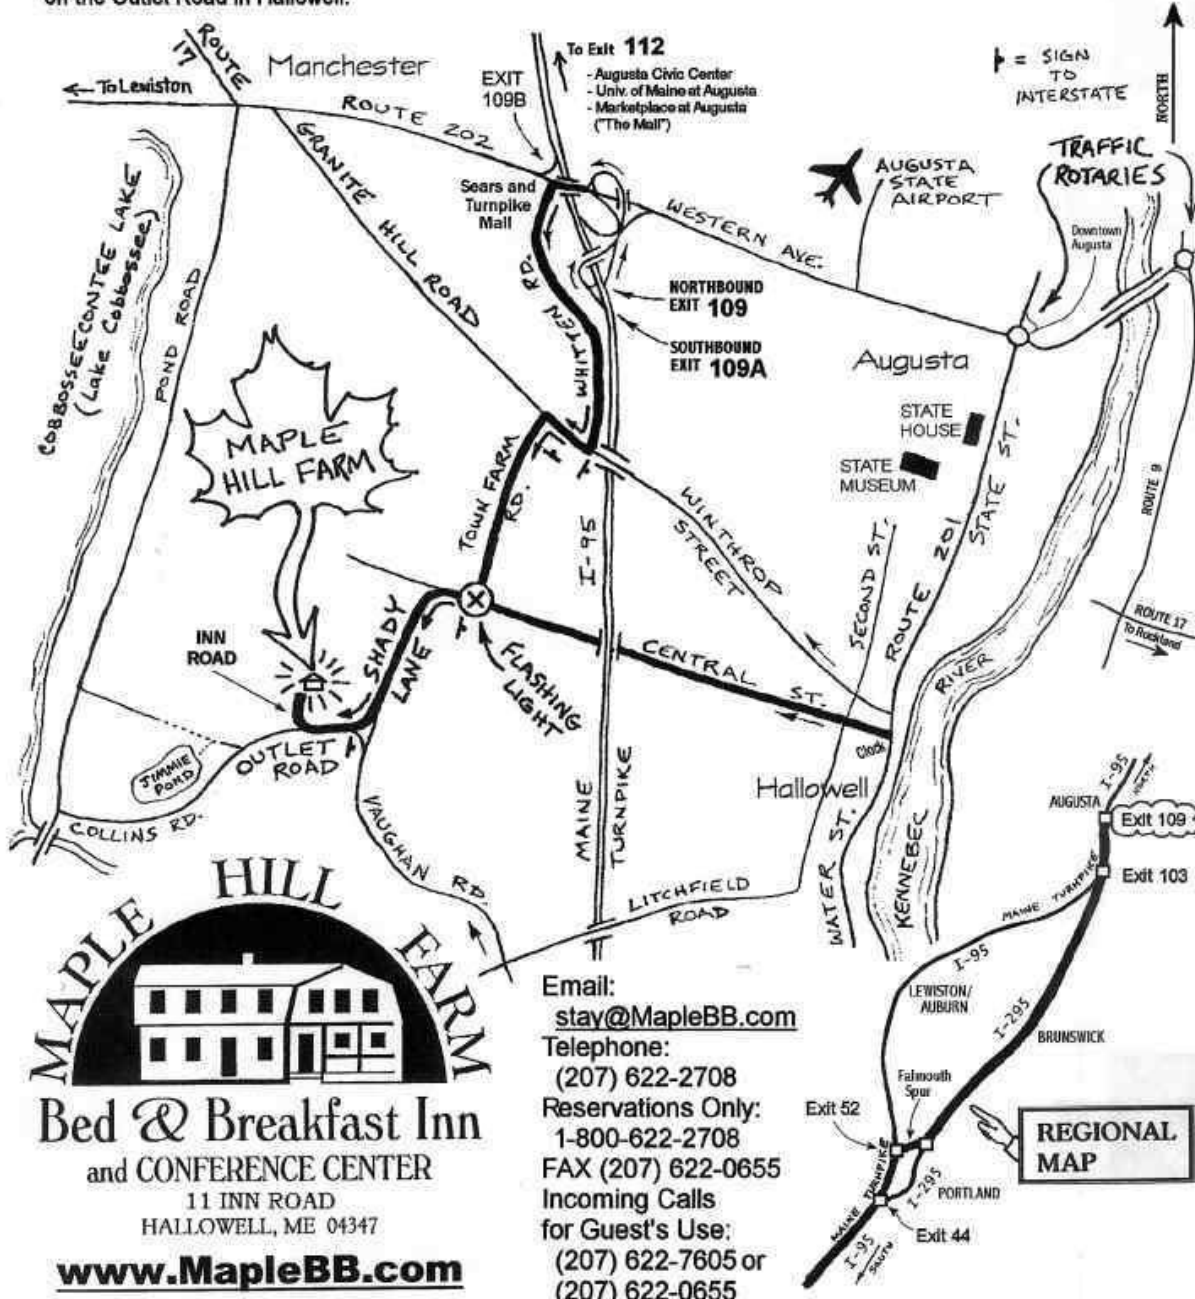 on the Outlet Road in Hallowell.
ROUTE
17
Manchester
To Lewiston
ROUTE 202
EXIT
109B
To Exit 112
- Augusta Civic Center
- Univ. of Maine at Augusta
- Marketplace at Augusta
("The Mall")
= SIGN
TO
INTERSTATE
NORTH
TRAFFIC
ROTARIES
AUGUSTA
STATE
AIRPORT
Downtown
Augusta
Sears and
Turnpike
Mall
WESTERN AVE.
GRANITE HILL ROAD
WHITTEN RD.
NORTHBOUND
EXIT 109
SOUTHBOUND
EXIT 109A
Augusta
STATE
HOUSE
STATE
MUSEUM
COBBOSSEECONTEE LAKE
(Lake Cobbossee)
POND ROAD
MAPLE
HILL FARM
TOWN FARM
RD.
I-95
WINTHROP
STREET
SECOND ST.
ROUTE 201
STATE ST.
ROUTE 9
ROUTE 17
To Rockland
INN
ROAD
SHADY
LANE
X
FLASHING
LIGHT
CENTRAL ST.
Clock
Hallowell
KENNEBEC RIVER
WATER ST.
OUTLET
ROAD
JIMMIE
POND
COLLINS RD.
VAUGHAN RD.
MAINE TURNPIKE
LITCHFIELD
ROAD
MAPLE HILL FARM
Bed & Breakfast Inn
and CONFERENCE CENTER
11 INN ROAD
HALLOWELL, ME 04347
www.MapleBB.com
Email:
stay@MapleBB.com
Telephone:
(207) 622-2708
Reservations Only:
1-800-622-2708
FAX (207) 622-0655
Incoming Calls
for Guest's Use:
(207) 622-7605 or
(207) 622-0655
I-95
NORTH
AUGUSTA
Exit 109
Exit 103
MAINE TURNPIKE
I-95
LEWISTON/
AUBURN
I-295
BRUNSWICK
Falmouth
Spur
Exit 52
MAINE TURNPIKE
I-295
PORTLAND
Exit 44
I-95
SOUTH
REGIONAL
MAP